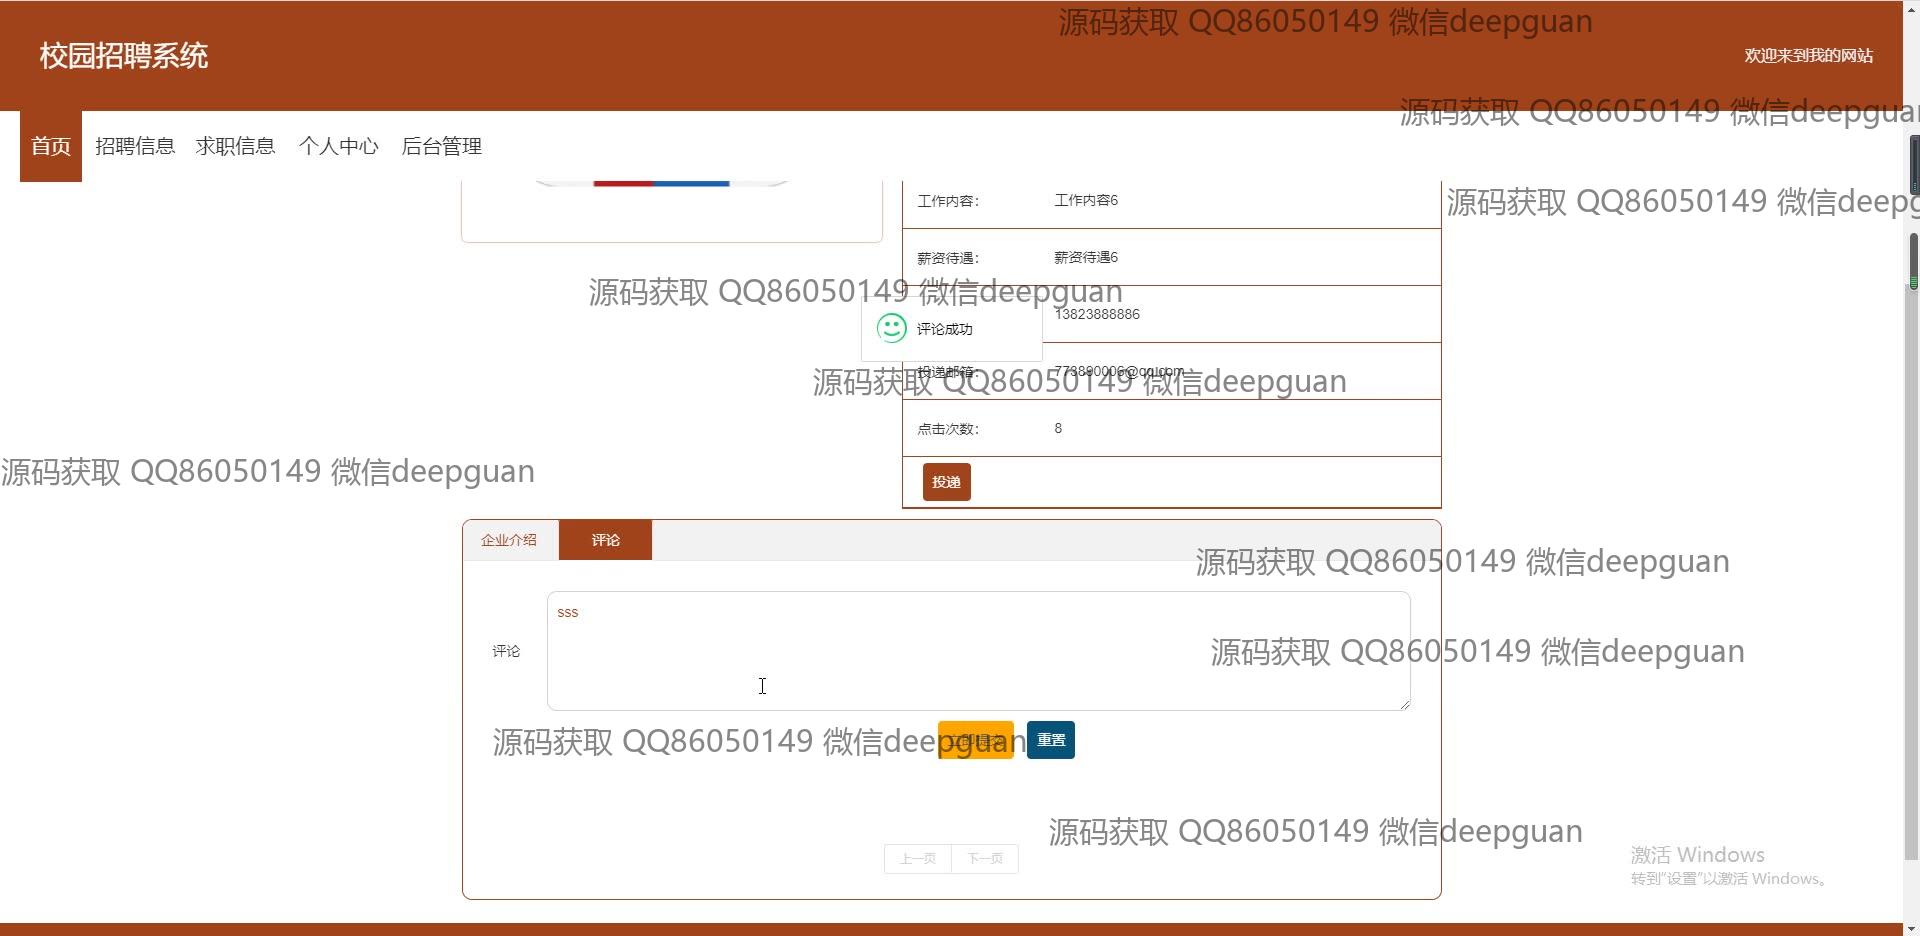 源码获取 QQ86050149 微信deepguan
校园招聘系统
欢迎来到我的网站
源码获取 QQ86050149 微信deepguan
首页 招聘信息 求职信息 个人中心 后台管理
工作内容： 工作内容6
源码获取 QQ86050149 微信deepg
薪资待遇： 薪资待遇6
源码获取 QQ86050149 微信deepguan
13823888886
评论成功
投递邮箱： 773890006@qq.com
源码获取 QQ86050149 微信deepguan
点击次数： 8
源码获取 QQ86050149 微信deepguan
投递
企业介绍 评论
源码获取 QQ86050149 微信deepguan
sss
评论
源码获取 QQ86050149 微信deepguan
立即提交 重置
源码获取 QQ86050149 微信deepguan
源码获取 QQ86050149 微信deepguan
上一页 下一页
激活 Windows
转到“设置”以激活 Windows。